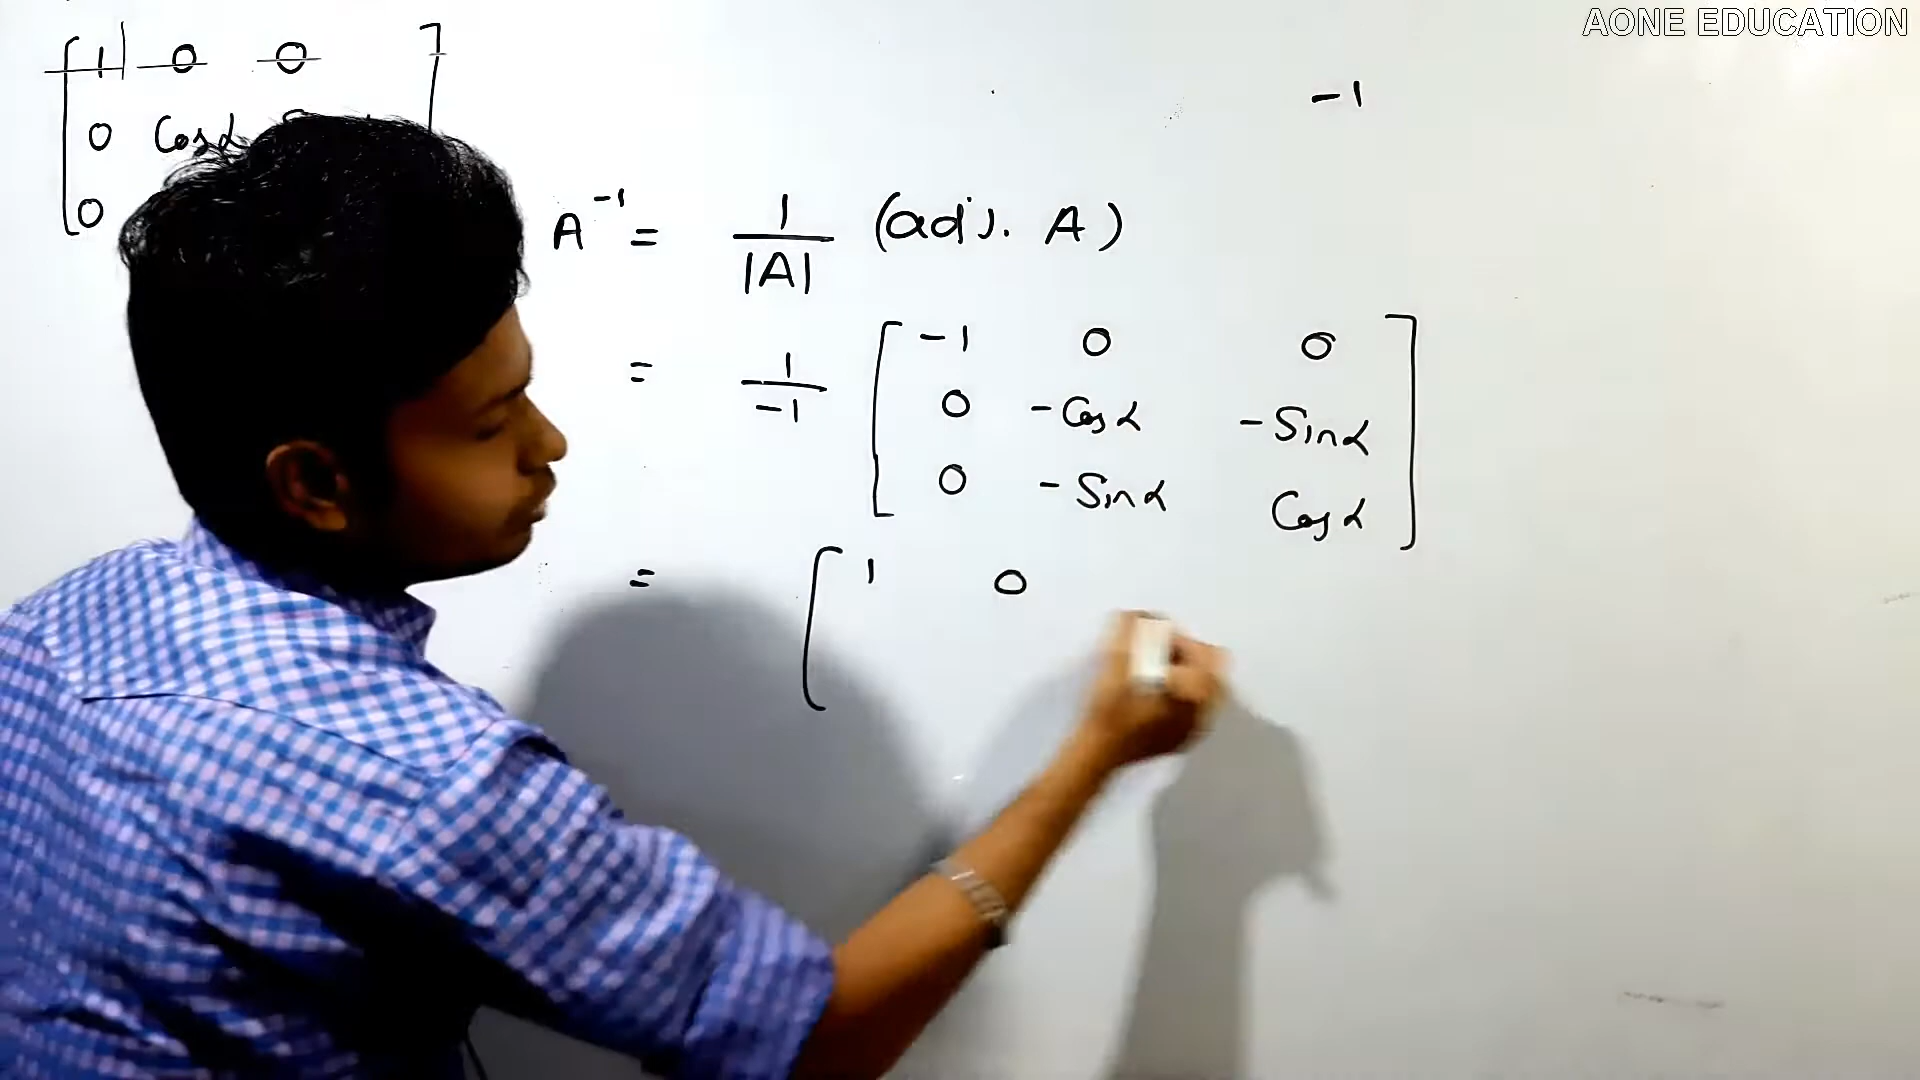 AONE EDUCATION
1 0 0
0 Cosα
0
-1
A⁻¹ = 1/|A| (adj. A)
= 1/-1 [ -1 0 0
0 -Cosα -Sinα
0 -Sinα Cosα ]
= [ 1 0